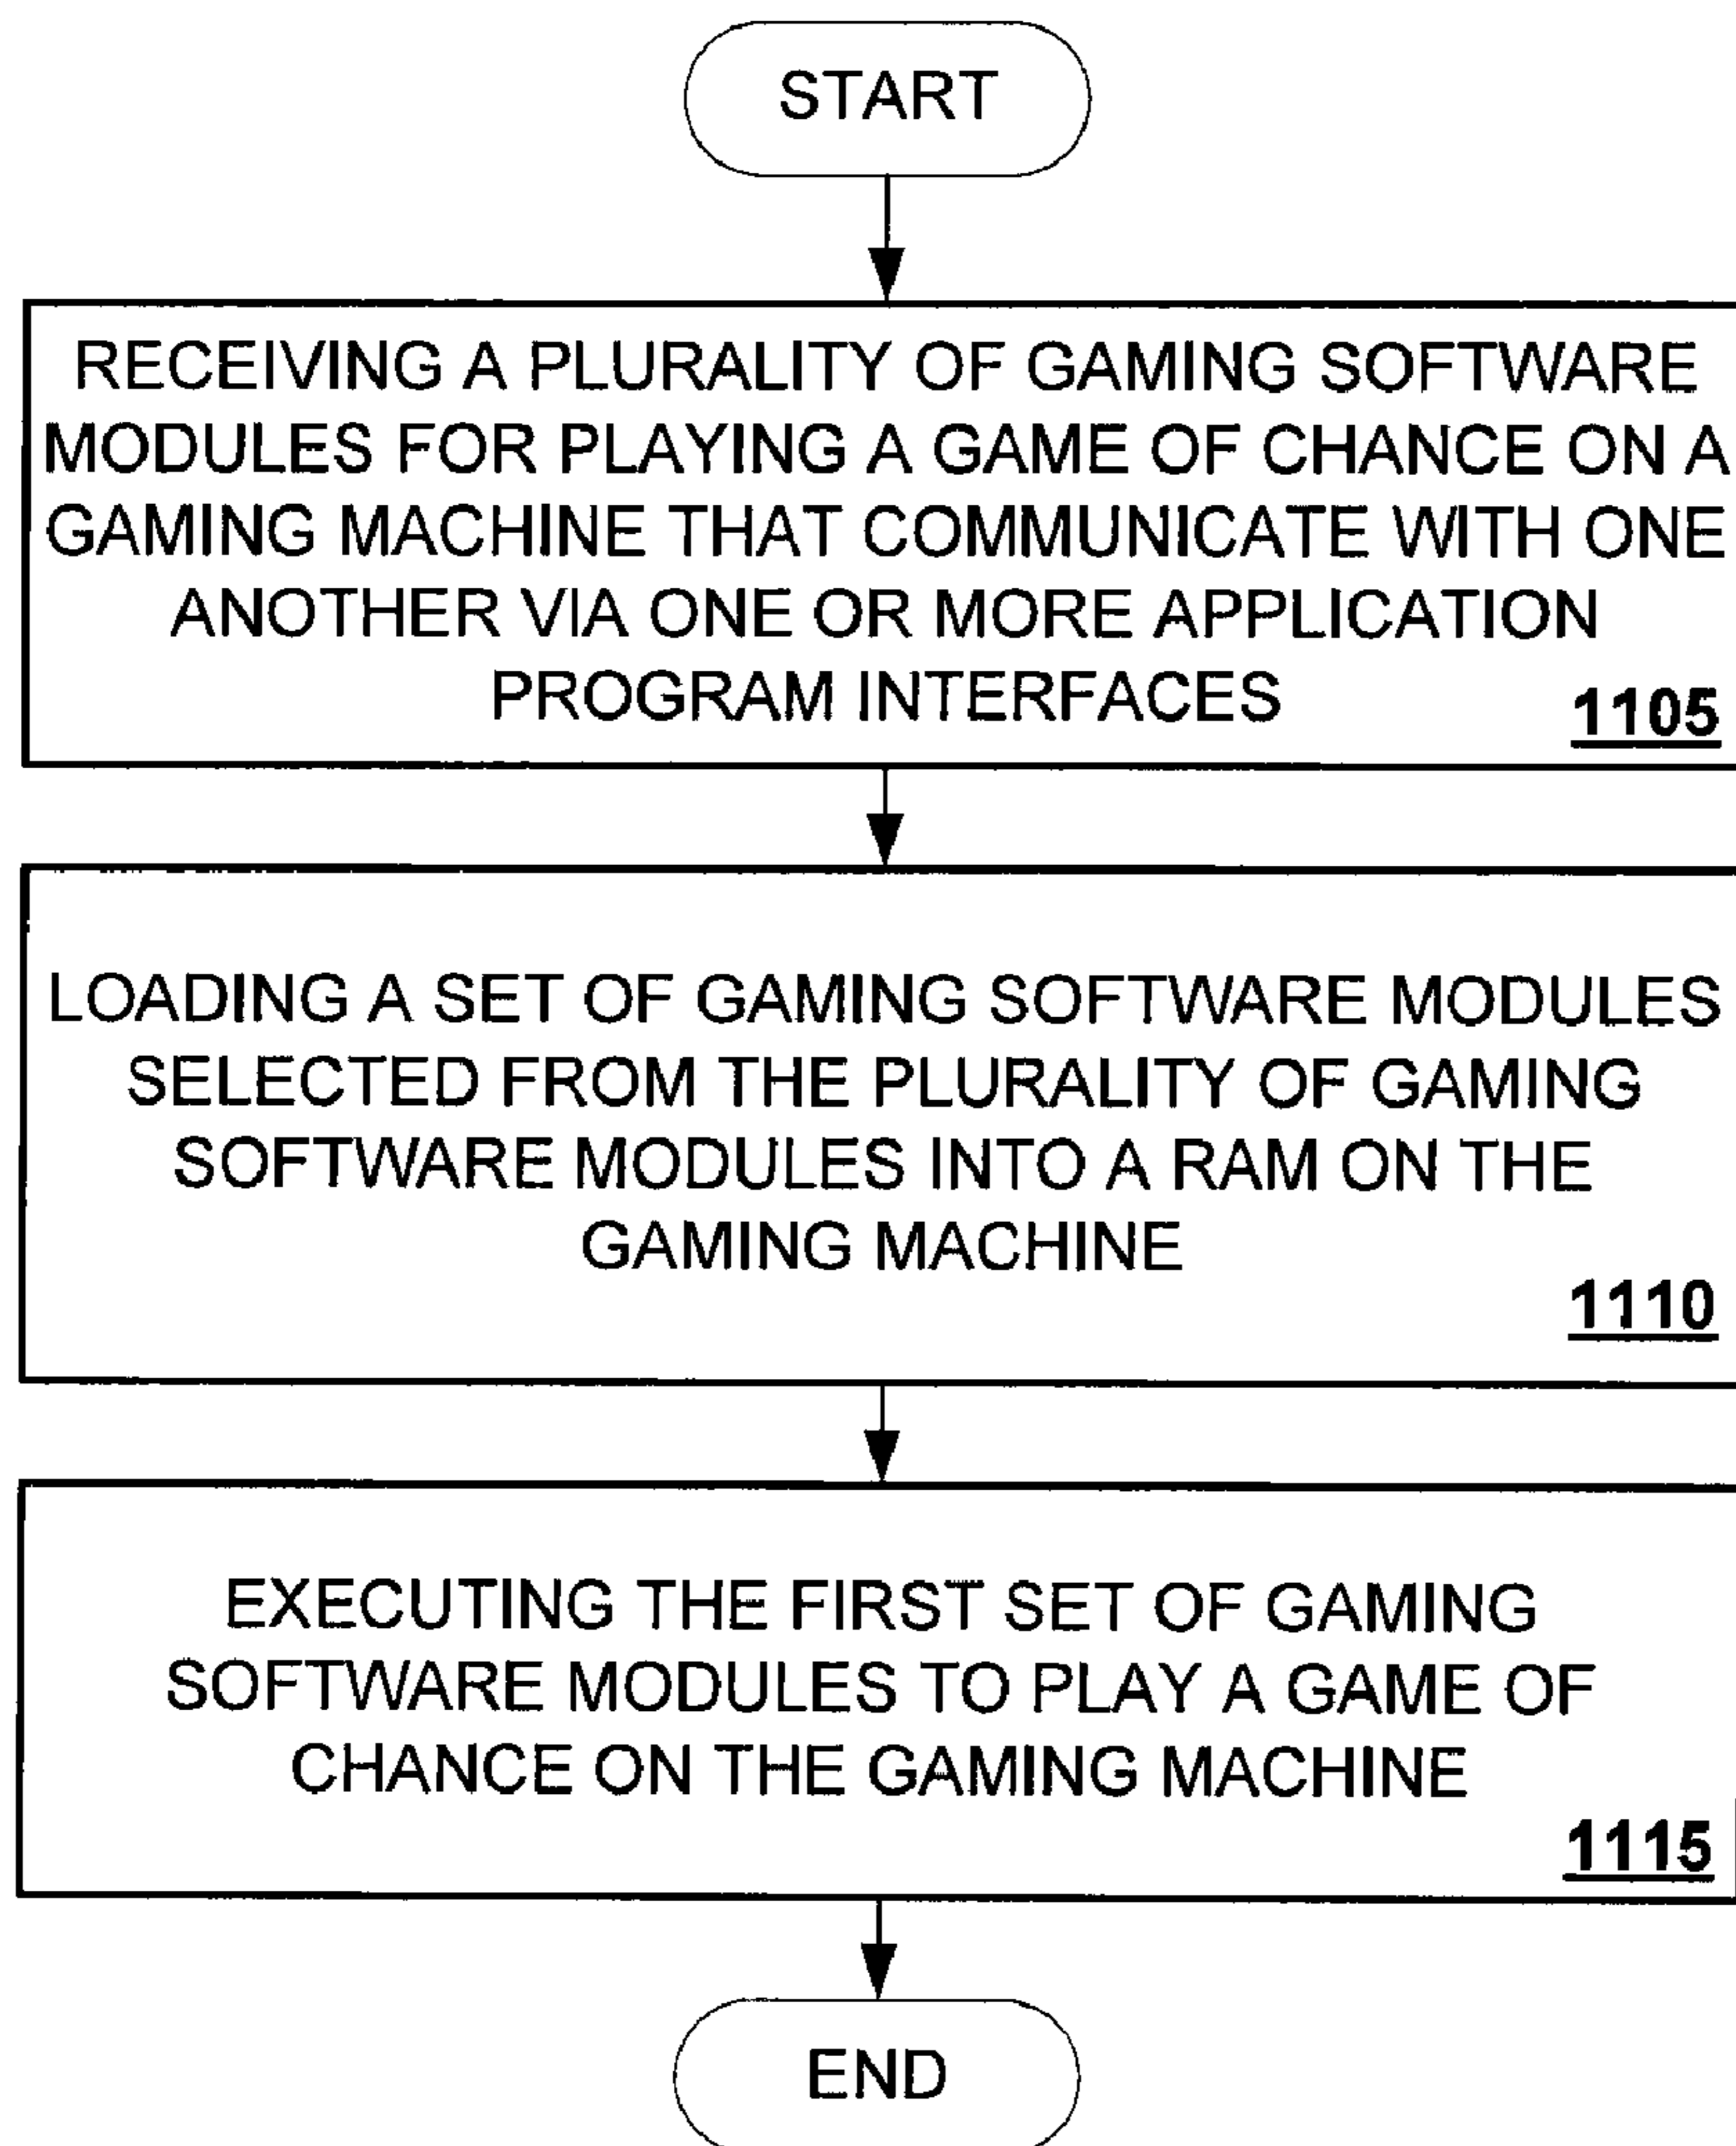 START
RECEIVING A PLURALITY OF GAMING SOFTWARE
MODULES FOR PLAYING A GAME OF CHANCE ON A
GAMING MACHINE THAT COMMUNICATE WITH ONE
ANOTHER VIA ONE OR MORE APPLICATION
PROGRAM INTERFACES
1105
LOADING A SET OF GAMING SOFTWARE MODULES
SELECTED FROM THE PLURALITY OF GAMING
SOFTWARE MODULES INTO A RAM ON THE
GAMING MACHINE
1110
EXECUTING THE FIRST SET OF GAMING
SOFTWARE MODULES TO PLAY A GAME OF
CHANCE ON THE GAMING MACHINE
1115
END